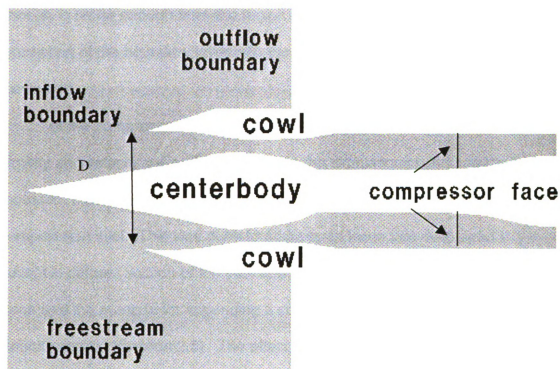 outflow
boundary
inflow
boundary
cowl
D
centerbody
compressor face
cowl
freestream
boundary